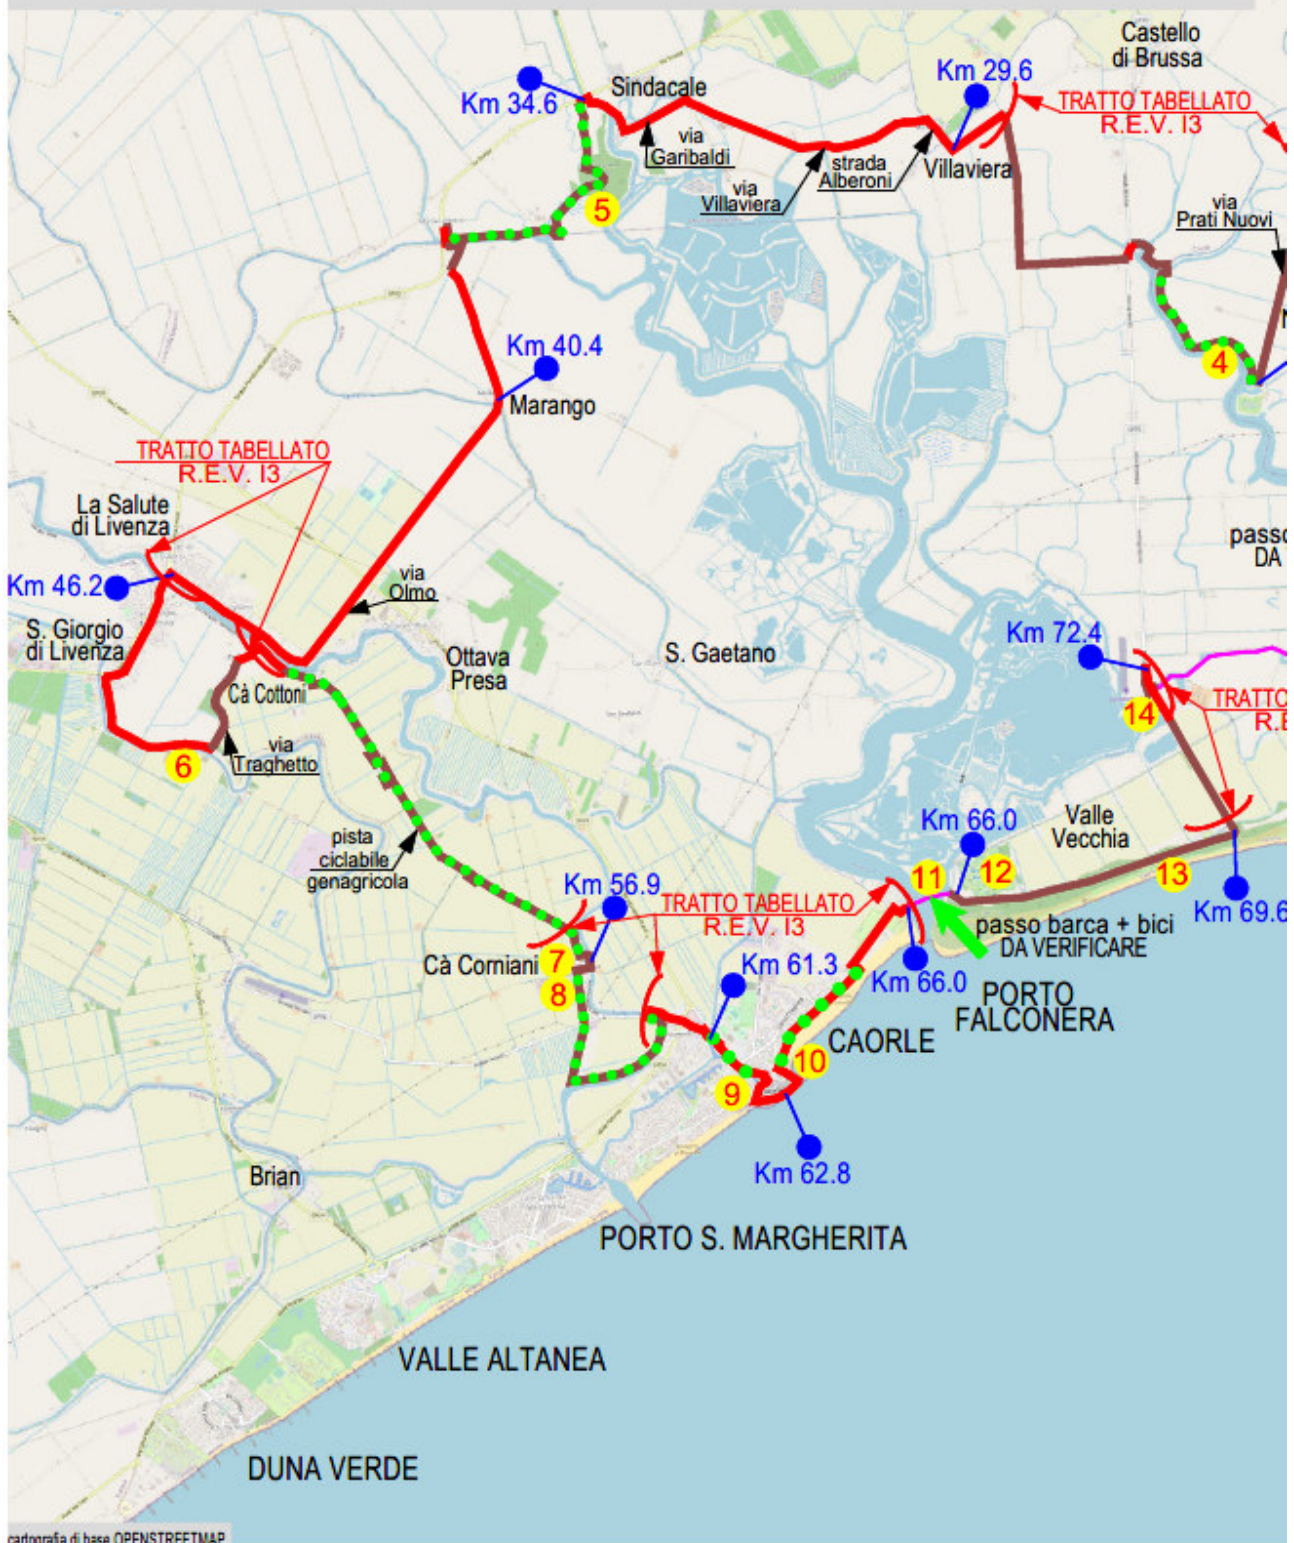 Castello
di Brussa
Km 29.6
Sindacale
Km 34.6
TRATTO TABELLATO
R.E.V. I3
via
Garibaldi
strada
Alberoni
Villaviera
via
Villaviera
5
via
Prati Nuovi
4
Km 40.4
Marango
TRATTO TABELLATO
R.E.V. I3
La Salute
di Livenza
passo
DA
via
Olmo
Km 46.2
S. Giorgio
di Livenza
Ottava
Presa
S. Gaetano
Km 72.4
Cà Cottoni
TRATTO
14
via
Traghetto
6
Valle
Vecchia
Km 66.0
pista
ciclabile
genagricola
11
12
13
Km 56.9
TRATTO TABELLATO
R.E.V. I3
Km 69.6
passo barca + bici
DA VERIFICARE
Cà Corniani
7
8
Km 61.3
Km 66.0
PORTO
FALCONERA
CAORLE
10
9
Km 62.8
Brian
PORTO S. MARGHERITA
VALLE ALTANEA
DUNA VERDE
cartografia di base OPENSTREETMAP